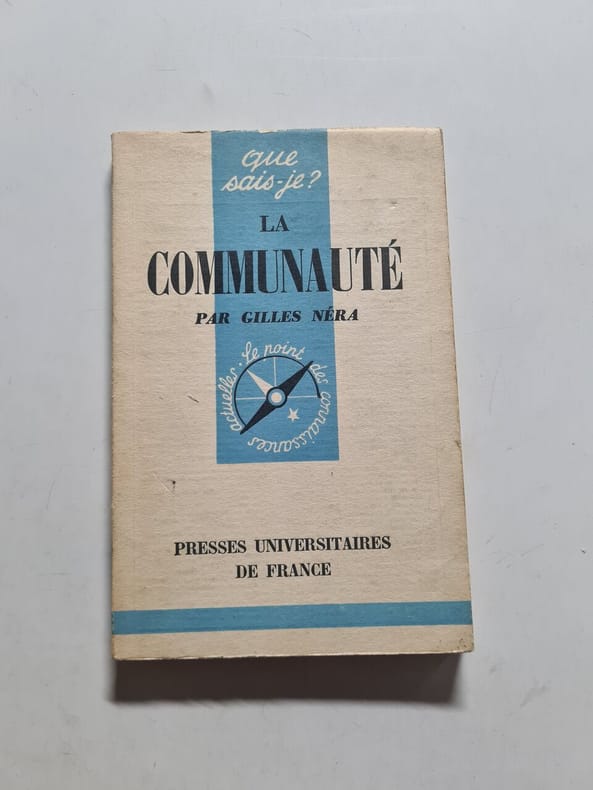 que
sais-je?
LA
COMMUNAUTÉ
PAR GILLES NÉRA
Le point des connaissances actuelles.
PRESSES UNIVERSITAIRES
DE FRANCE